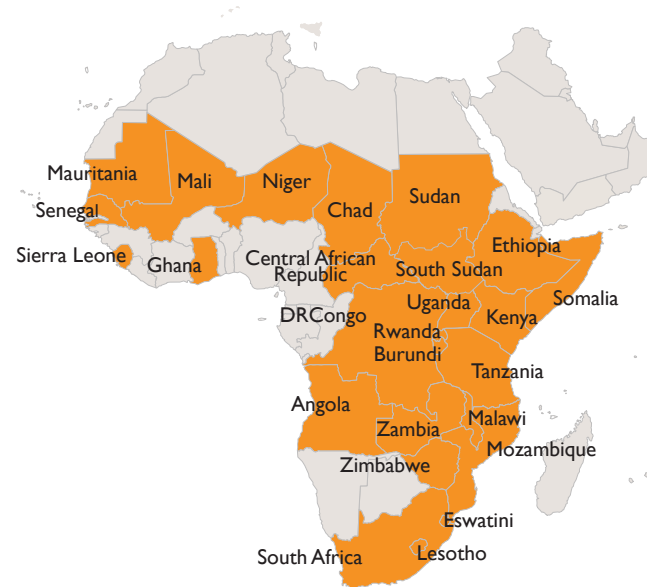 Mauritania
Mali
Niger
Chad
Sudan
Senegal
Ethiopia
Sierra Leone
Ghana
Central African
Republic
South Sudan
Somalia
DRCongo
Uganda
Kenya
Rwanda
Burundi
Tanzania
Angola
Malawi
Zambia
Mozambique
Zimbabwe
Eswatini
South Africa
Lesotho